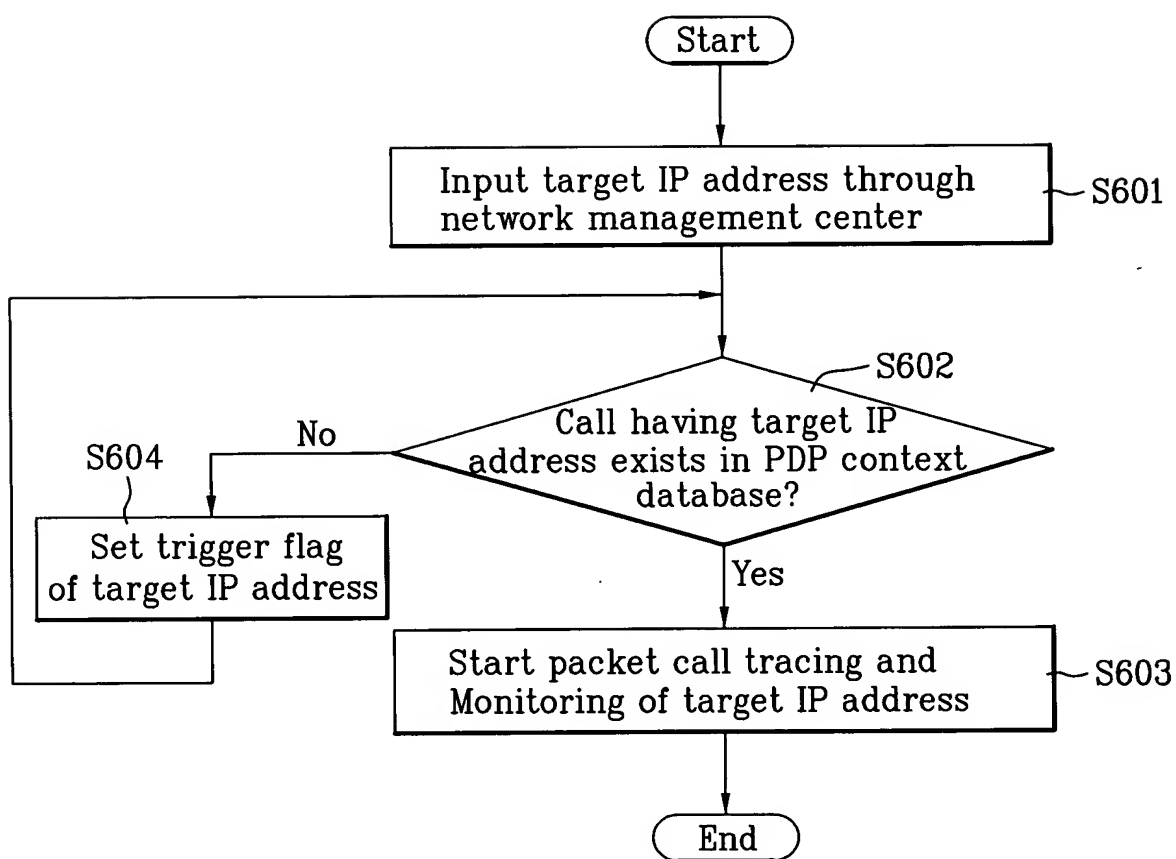 Start
Input target IP address through
network management center
S601
S602
Call having target IP
address exists in PDP context
database?
No
S604
Set trigger flag
of target IP address
Yes
Start packet call tracing and
Monitoring of target IP address
S603
End